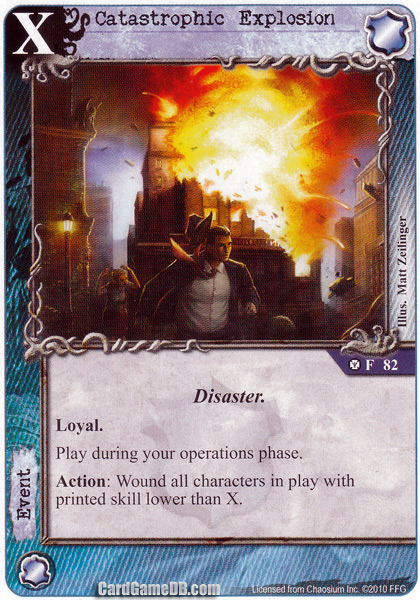 X
Catastrophic Explosion
Illus. Matt Zeilinger
F 82
Disaster.
Loyal.
Play during your operations phase.
Action: Wound all characters in play with
printed skill lower than X.
Event
CardGameDB.com
Licensed from Chaosium Inc. ©2010 FFG